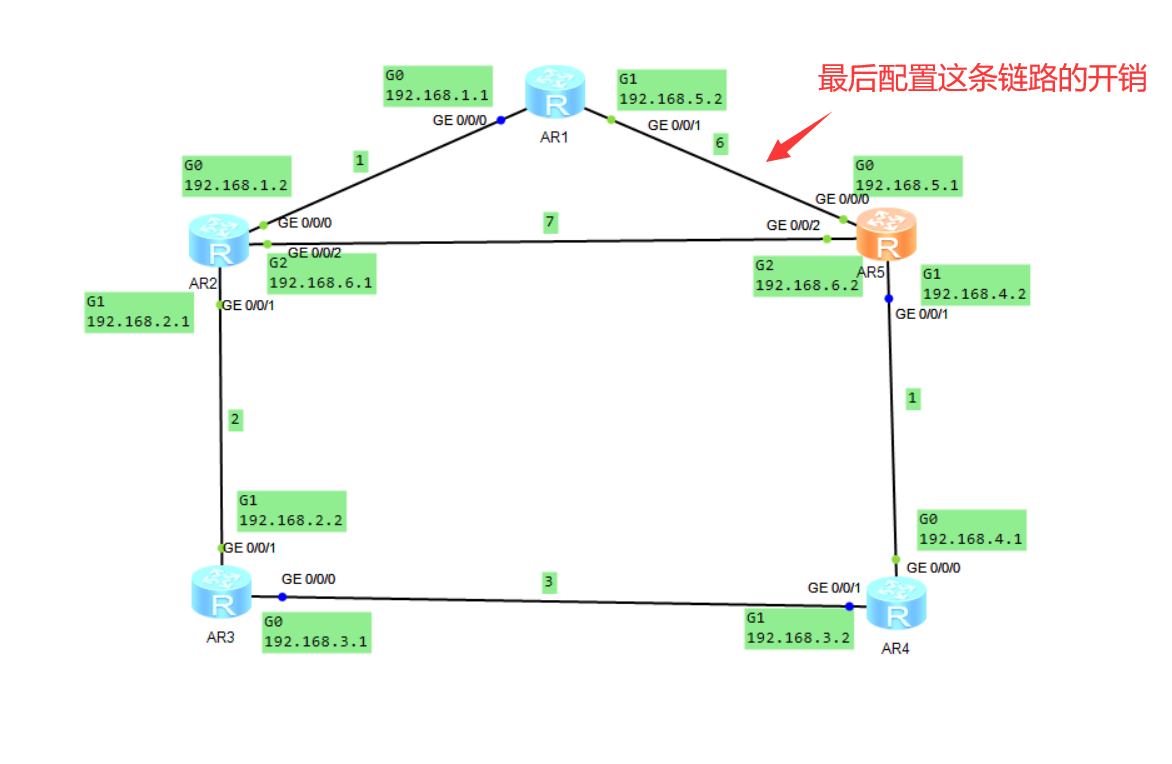 最后配置这条链路的开销
G0
192.168.1.1
GE 0/0/0
R
AR1
G1
192.168.5.2
GE 0/0/1
6
1
G0
192.168.5.1
GE 0/0/0
G0
192.168.1.2
GE 0/0/0
R
AR2
7
GE 0/0/2
R
AR5
GE 0/0/2
G2
192.168.6.1
G2
192.168.6.2
G1
192.168.4.2
GE 0/0/1
G1
192.168.2.1
GE 0/0/1
2
1
G1
192.168.2.2
GE 0/0/1
G0
192.168.4.1
GE 0/0/0
R
AR3
GE 0/0/0
3
GE 0/0/1
R
AR4
G0
192.168.3.1
G1
192.168.3.2